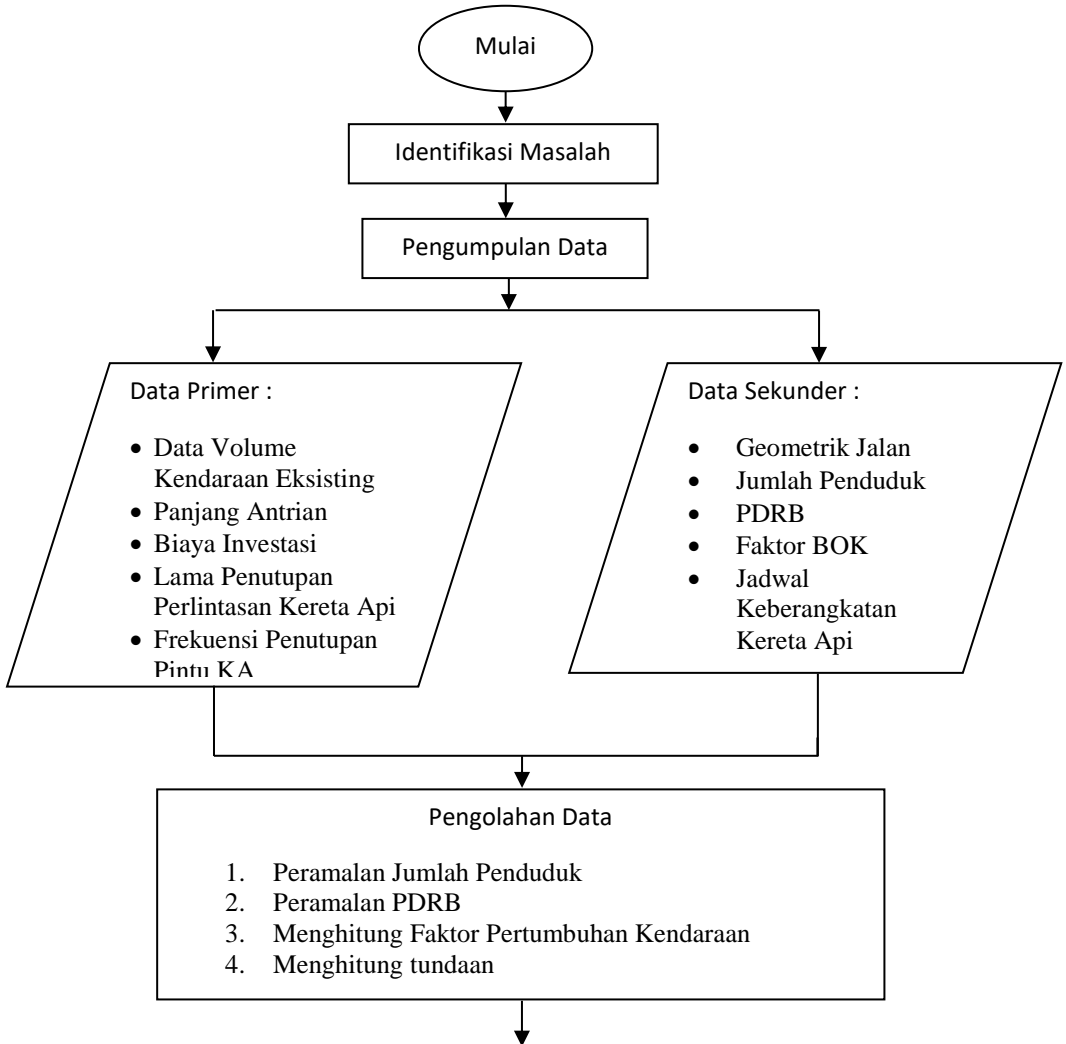 Mulai
Identifikasi Masalah
Pengumpulan Data
Data Primer :
• Data Volume
Kendaraan Eksisting
• Panjang Antrian
• Biaya Investasi
• Lama Penutupan
Perlintasan Kereta Api
• Frekuensi Penutupan
Pintu KA
Data Sekunder :
• Geometrik Jalan
• Jumlah Penduduk
• PDRB
• Faktor BOK
• Jadwal
Keberangkatan
Kereta Api
Pengolahan Data
1. Peramalan Jumlah Penduduk
2. Peramalan PDRB
3. Menghitung Faktor Pertumbuhan Kendaraan
4. Menghitung tundaan